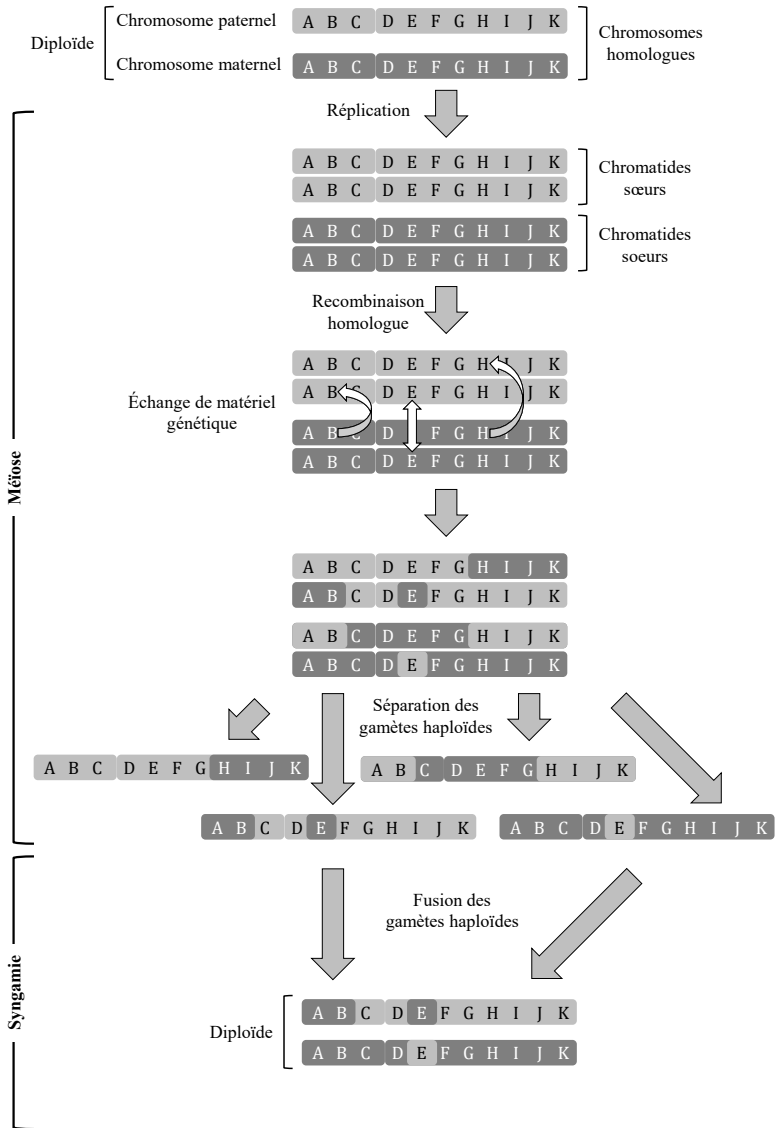 Diploïde
Chromosome paternel
A B C D E F G H I J K
Chromosome maternel
A B C D E F G H I J K
Chromosomes
homologues
Méïose
Réplication
A B C D E F G H I J K
A B C D E F G H I J K
Chromatides
sœurs
A B C D E F G H I J K
A B C D E F G H I J K
Chromatides
soeurs
Recombinaison
homologue
Échange de matériel
génétique
A B C D E F G H I J K
A B C D E F G H I J K
A B C D F G H I J K
A B C D E F G H I J K
A B C D E F G H I J K
A B C D E F G H I J K
A B C D E F G H I J K
A B C D E F G H I J K
Séparation des
gamètes haploïdes
A B C D E F G H I J K
A B C D E F G H I J K
A B C D E F G H I J K
A B C D E F G H I J K
Syngamie
Fusion des
gamètes haploïdes
Diploïde
A B C D E F G H I J K
A B C D E F G H I J K